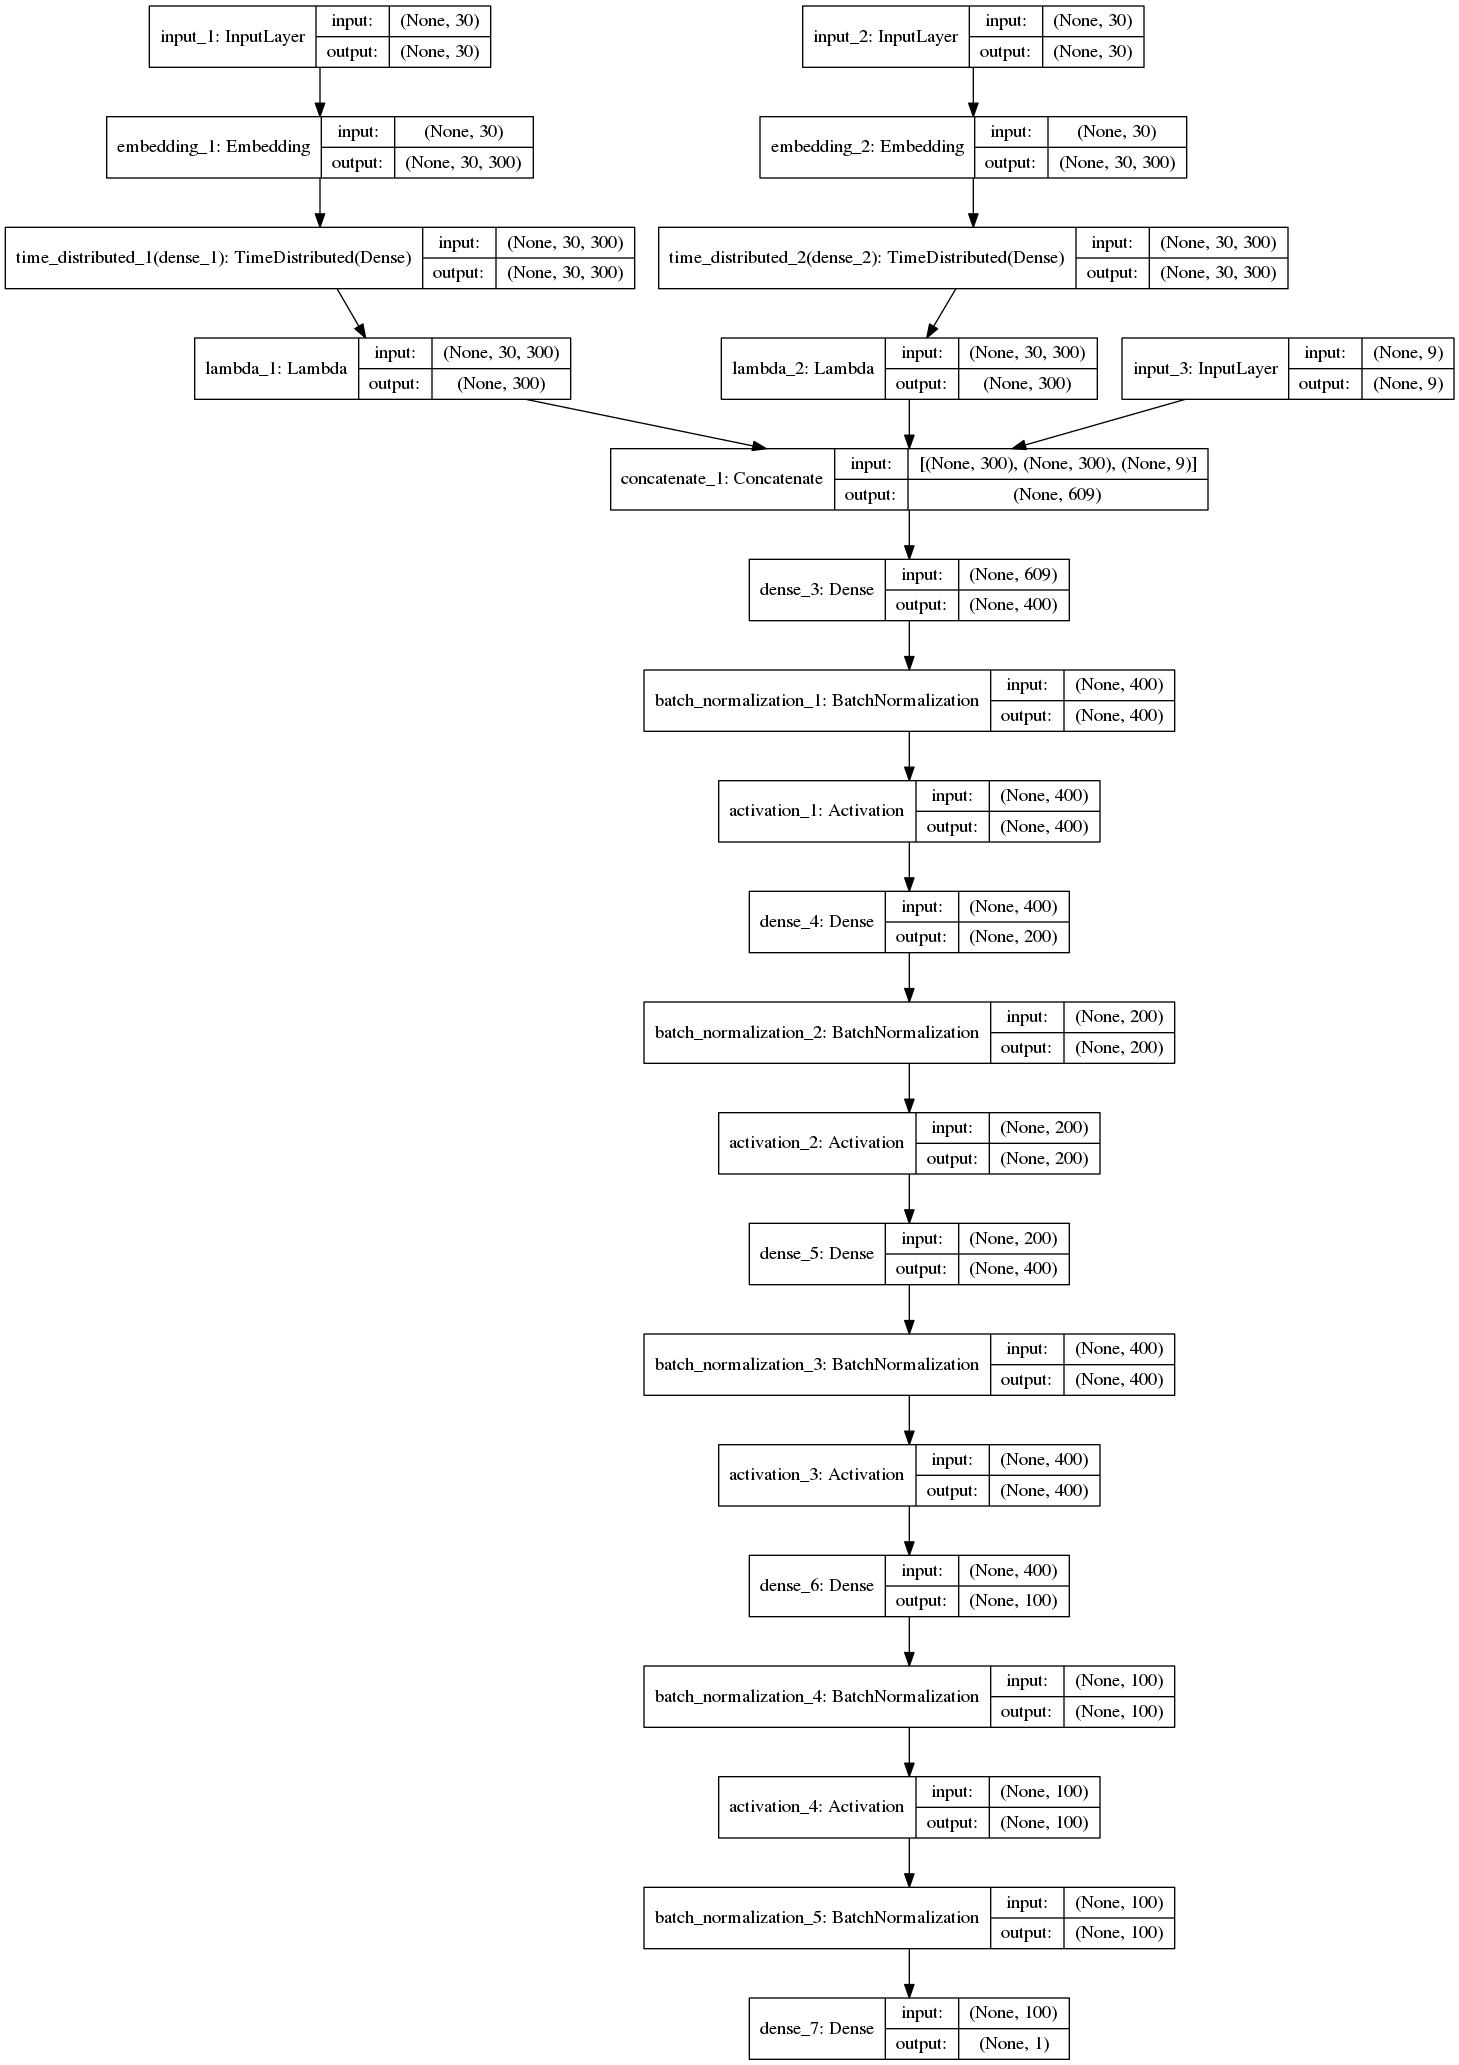 input_1: InputLayer
input: (None, 30)
output: (None, 30)
input_2: InputLayer
input: (None, 30)
output: (None, 30)
embedding_1: Embedding
input: (None, 30)
output: (None, 30, 300)
embedding_2: Embedding
input: (None, 30)
output: (None, 30, 300)
time_distributed_1(dense_1): TimeDistributed(Dense)
input: (None, 30, 300)
output: (None, 30, 300)
time_distributed_2(dense_2): TimeDistributed(Dense)
input: (None, 30, 300)
output: (None, 30, 300)
lambda_1: Lambda
input: (None, 30, 300)
output: (None, 300)
lambda_2: Lambda
input: (None, 30, 300)
output: (None, 300)
input_3: InputLayer
input: (None, 9)
output: (None, 9)
concatenate_1: Concatenate
input: [(None, 300), (None, 300), (None, 9)]
output: (None, 609)
dense_3: Dense
input: (None, 609)
output: (None, 400)
batch_normalization_1: BatchNormalization
input: (None, 400)
output: (None, 400)
activation_1: Activation
input: (None, 400)
output: (None, 400)
dense_4: Dense
input: (None, 400)
output: (None, 200)
batch_normalization_2: BatchNormalization
input: (None, 200)
output: (None, 200)
activation_2: Activation
input: (None, 200)
output: (None, 200)
dense_5: Dense
input: (None, 200)
output: (None, 400)
batch_normalization_3: BatchNormalization
input: (None, 400)
output: (None, 400)
activation_3: Activation
input: (None, 400)
output: (None, 400)
dense_6: Dense
input: (None, 400)
output: (None, 100)
batch_normalization_4: BatchNormalization
input: (None, 100)
output: (None, 100)
activation_4: Activation
input: (None, 100)
output: (None, 100)
batch_normalization_5: BatchNormalization
input: (None, 100)
output: (None, 100)
dense_7: Dense
input: (None, 100)
output: (None, 1)